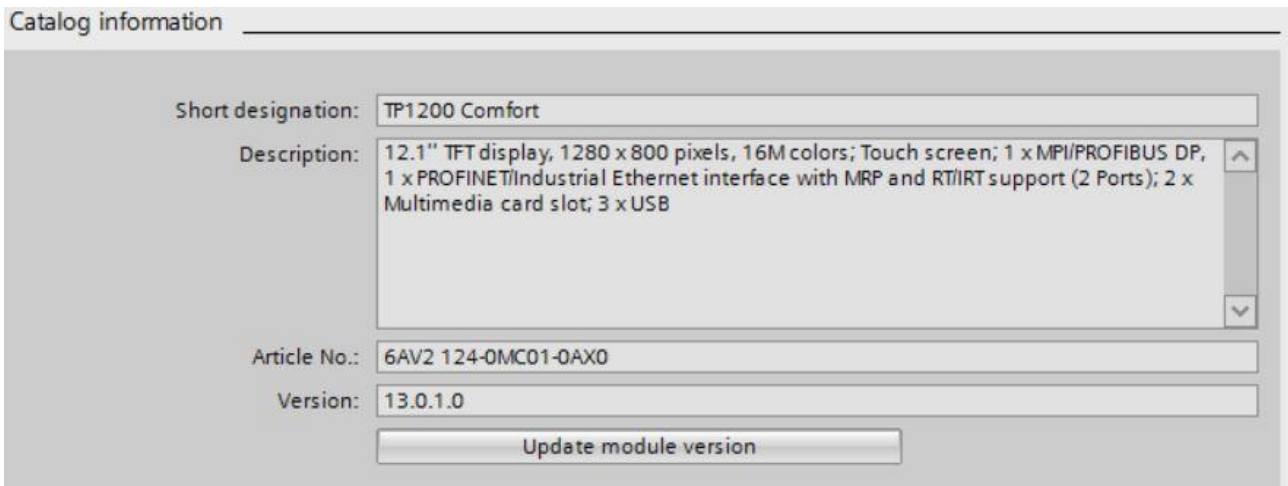 Catalog information
Short designation: TP1200 Comfort
Description: 12.1'' TFT display, 1280 x 800 pixels, 16M colors; Touch screen; 1 x MPI/PROFIBUS DP,
1 x PROFINET/Industrial Ethernet interface with MRP and RT/IRT support (2 Ports); 2 x
Multimedia card slot; 3 x USB
Article No.: 6AV2 124-0MC01-0AX0
Version: 13.0.1.0
Update module version